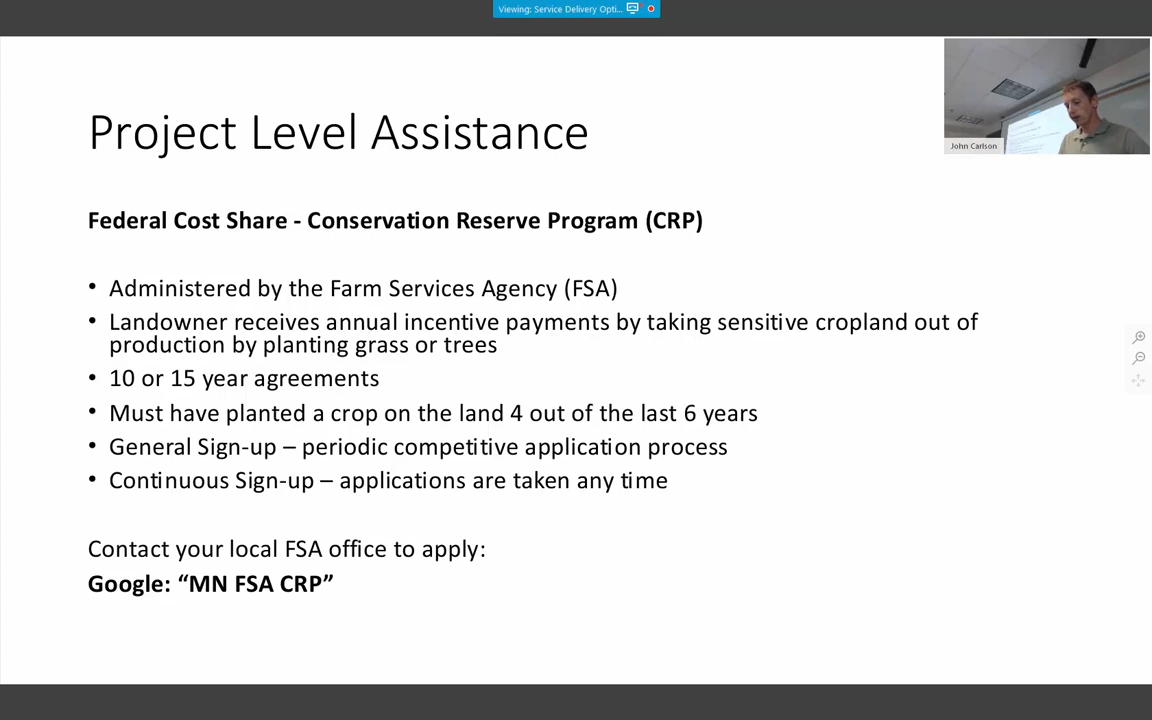 Viewing: Service Delivery Opti...
Project Level Assistance
John Carlson
Federal Cost Share - Conservation Reserve Program (CRP)
• Administered by the Farm Services Agency (FSA)
• Landowner receives annual incentive payments by taking sensitive cropland out of
production by planting grass or trees
• 10 or 15 year agreements
• Must have planted a crop on the land 4 out of the last 6 years
• General Sign-up – periodic competitive application process
• Continuous Sign-up – applications are taken any time
Contact your local FSA office to apply:
Google: “MN FSA CRP”